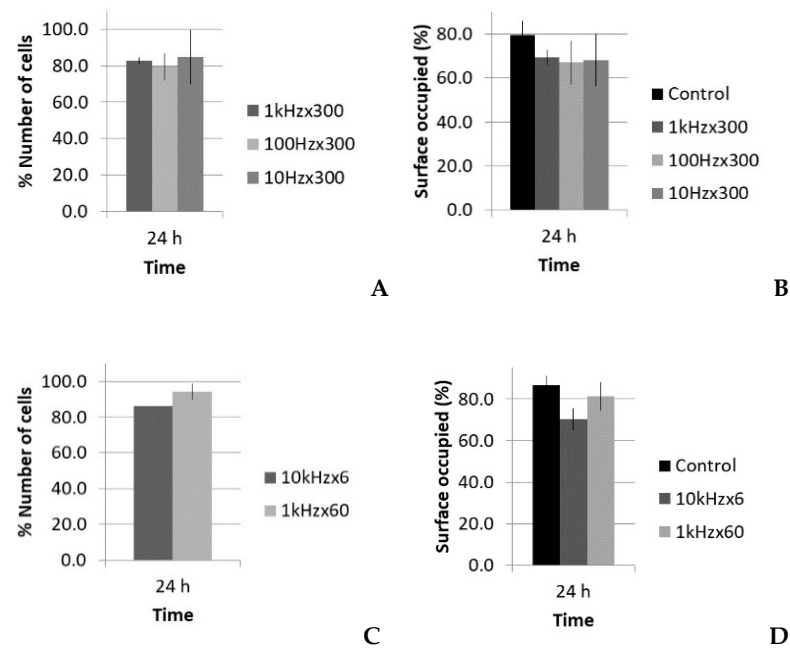 % Number of cells
100.0
80.0
60.0
40.0
20.0
0.0
24 h
Time
1kHzx300
100Hzx300
10Hzx300
A
Surface occupied (%)
80.0
60.0
40.0
20.0
0.0
24 h
Time
Control
1kHzx300
100Hzx300
10Hzx300
B
% Number of cells
100.0
80.0
60.0
40.0
20.0
0.0
24 h
Time
10kHzx6
1kHzx60
C
Surface occupied (%)
80.0
60.0
40.0
20.0
0.0
24 h
Time
Control
10kHzx6
1kHzx60
D